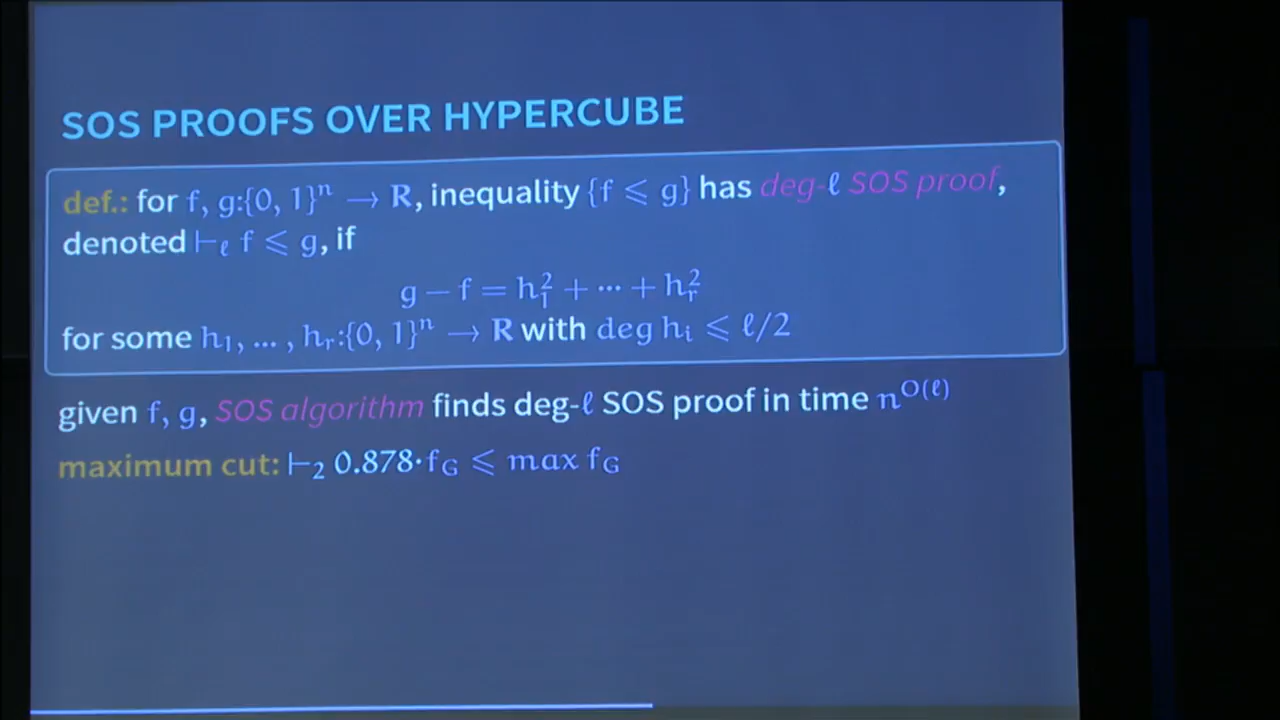 SOS PROOFS OVER HYPERCUBE
def.: for f, g:{0, 1}ⁿ → ℝ, inequality {f ⩽ g} has deg-ℓ SOS proof,
denoted ⊢_ℓ f ⩽ g, if
g − f = h₁² + ··· + hᵣ²
for some h₁, ... , hᵣ:{0, 1}ⁿ → ℝ with deg hᵢ ⩽ ℓ/2
given f, g, SOS algorithm finds deg-ℓ SOS proof in time n^O(ℓ)
maximum cut: ⊢₂ 0.878·f_G ⩽ max f_G